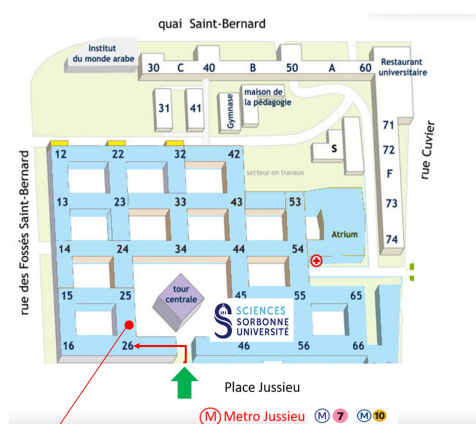 quai Saint-Bernard
Institut
du monde arabe
30 C 40 B 50 A 60
Restaurant
universitaire
31 41
Gymnase
maison de
la pédagogie
71
S
72
F
73
74
rue Cuvier
rue des Fossés Saint-Bernard
12 22 32 42
secteur en travaux
13 23 33 43 53
Atrium
14 24 34 44 54
15 25
tour
centrale
45 55 65
S SCIENCES
SORBONNE
UNIVERSITÉ
16 26 46 56 66
Place Jussieu
M Metro Jussieu M 7 M 10